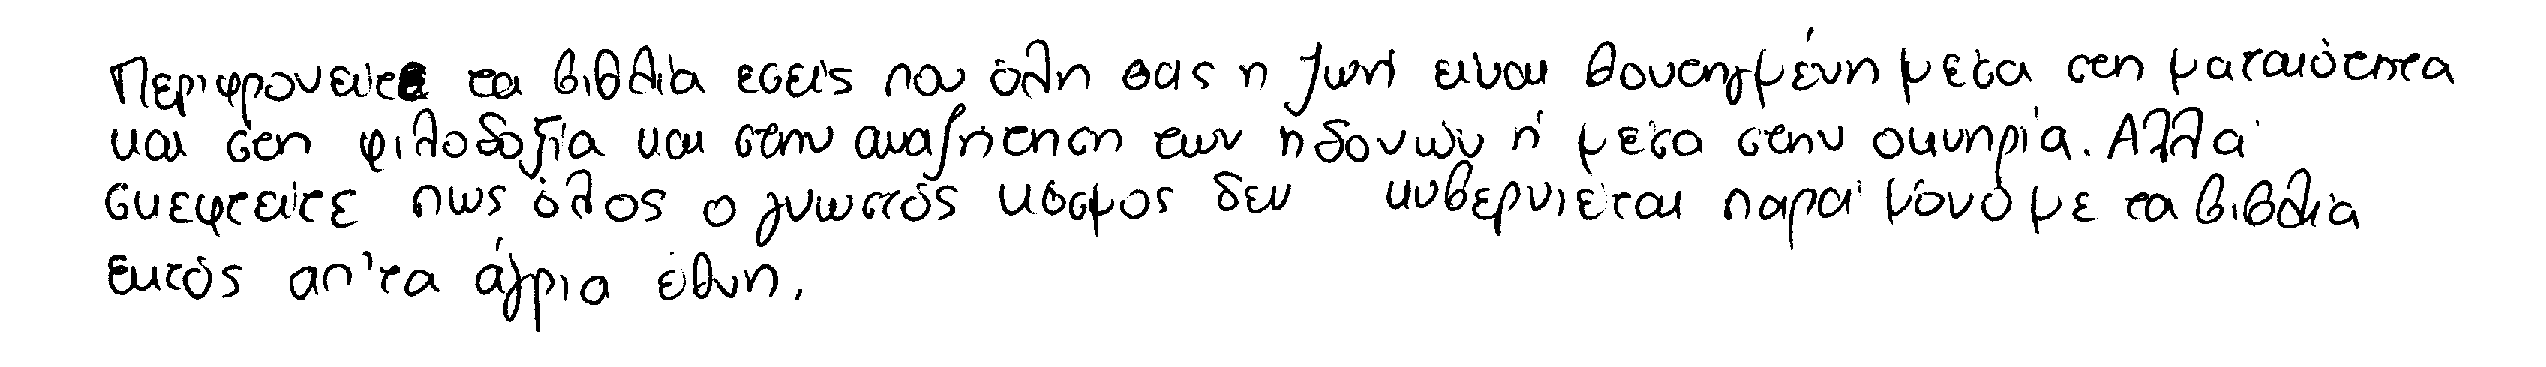 Περιφρονείτε τα βιβλία εσείς που όλη σας η ζωή είναι βουτηγμένη μέσα στη ματαιότητα
και στη φιλοδοξία και στην αναζήτηση των ηδονών ή μέσα στην οκνηρία. Αλλά
σκεφτείτε πως όλος ο γνωστός κόσμος δεν κυβερνιέται παρά μόνο με τα βιβλία
εκτός απ'τα άγρια έθνη.